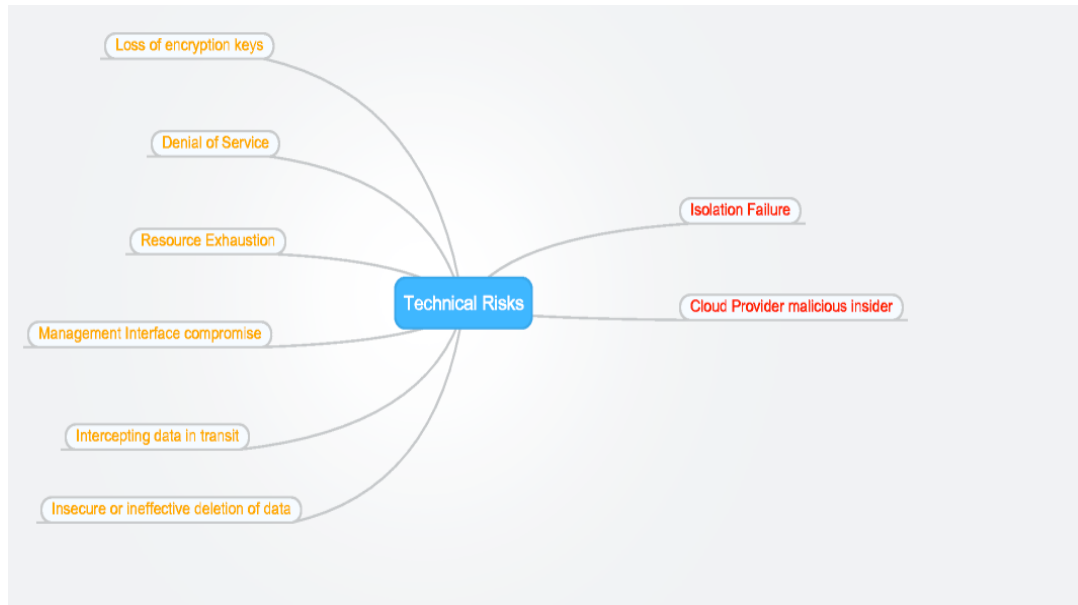 Loss of encryption keys
Denial of Service
Resource Exhaustion
Management Interface compromise
Intercepting data in transit
Insecure or ineffective deletion of data
Technical Risks
Isolation Failure
Cloud Provider malicious insider